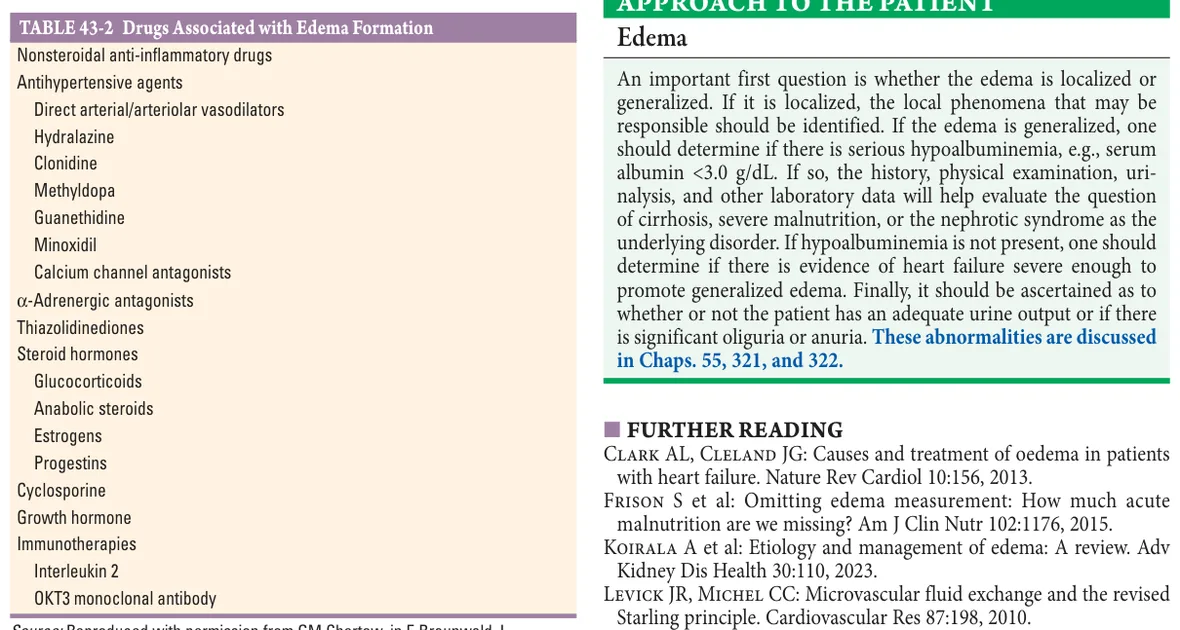 TABLE 43-2 Drugs Associated with Edema Formation
Nonsteroidal anti-inflammatory drugs
Antihypertensive agents
Direct arterial/arteriolar vasodilators
Hydralazine
Clonidine
Methyldopa
Guanethidine
Minoxidil
Calcium channel antagonists
α-Adrenergic antagonists
Thiazolidinediones
Steroid hormones
Glucocorticoids
Anabolic steroids
Estrogens
Progestins
Cyclosporine
Growth hormone
Immunotherapies
Interleukin 2
OKT3 monoclonal antibody
Source: Reproduced with permission from GM Chertow, in E Braunwald, L
APPROACH TO THE PATIENT
Edema
An important first question is whether the edema is localized or
generalized. If it is localized, the local phenomena that may be
responsible should be identified. If the edema is generalized, one
should determine if there is serious hypoalbuminemia, e.g., serum
albumin <3.0 g/dL. If so, the history, physical examination, uri-
nalysis, and other laboratory data will help evaluate the question
of cirrhosis, severe malnutrition, or the nephrotic syndrome as the
underlying disorder. If hypoalbuminemia is not present, one should
determine if there is evidence of heart failure severe enough to
promote generalized edema. Finally, it should be ascertained as to
whether or not the patient has an adequate urine output or if there
is significant oliguria or anuria. These abnormalities are discussed
in Chaps. 55, 321, and 322.
■ FURTHER READING
Clark AL, Cleland JG: Causes and treatment of oedema in patients
with heart failure. Nature Rev Cardiol 10:156, 2013.
Frison S et al: Omitting edema measurement: How much acute
malnutrition are we missing? Am J Clin Nutr 102:1176, 2015.
Koirala A et al: Etiology and management of edema: A review. Adv
Kidney Dis Health 30:110, 2023.
Levick JR, Michel CC: Microvascular fluid exchange and the revised
Starling principle. Cardiovascular Res 87:198, 2010.